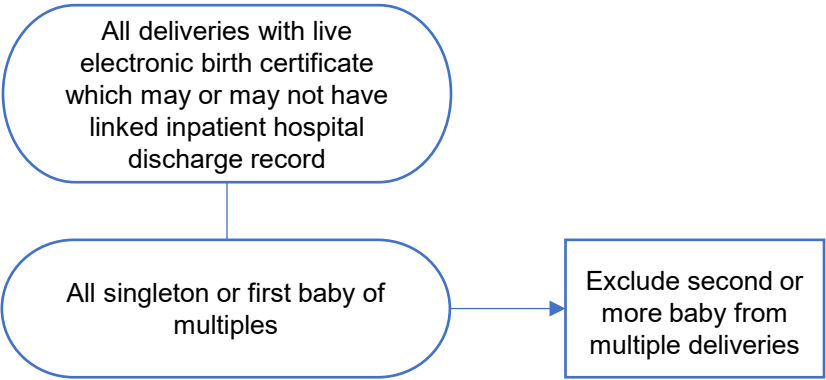 All deliveries with live
electronic birth certificate
which may or may not have
linked inpatient hospital
discharge record
All singleton or first baby of
multiples
Exclude second or
more baby from
multiple deliveries